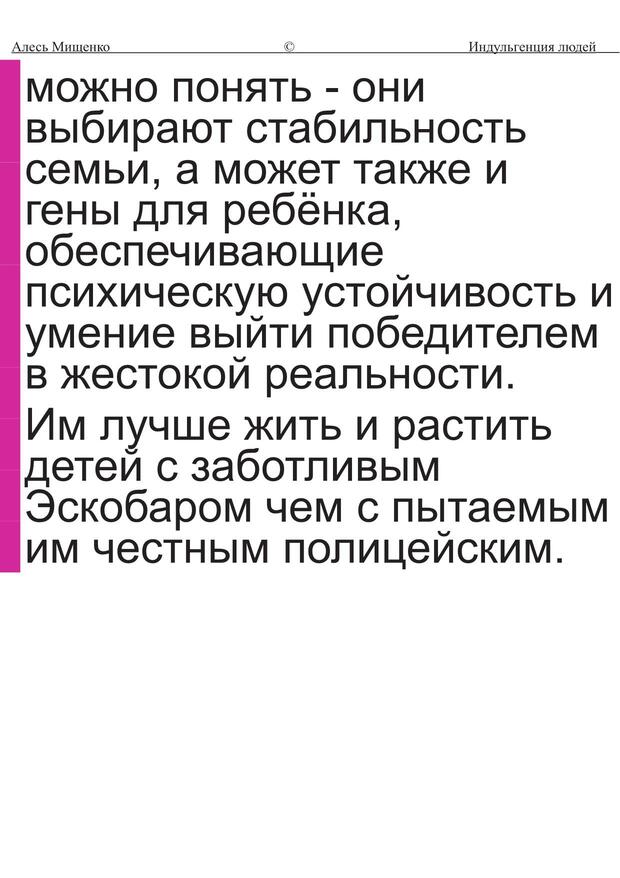 Алесь Мищенко © Индульгенция людей
можно понять - они
выбирают стабильность
семьи, а может также и
гены для ребёнка,
обеспечивающие
психическую устойчивость и
умение выйти победителем
в жестокой реальности.
Им лучше жить и растить
детей с заботливым
Эскобаром чем с пытаемым
им честным полицейским.